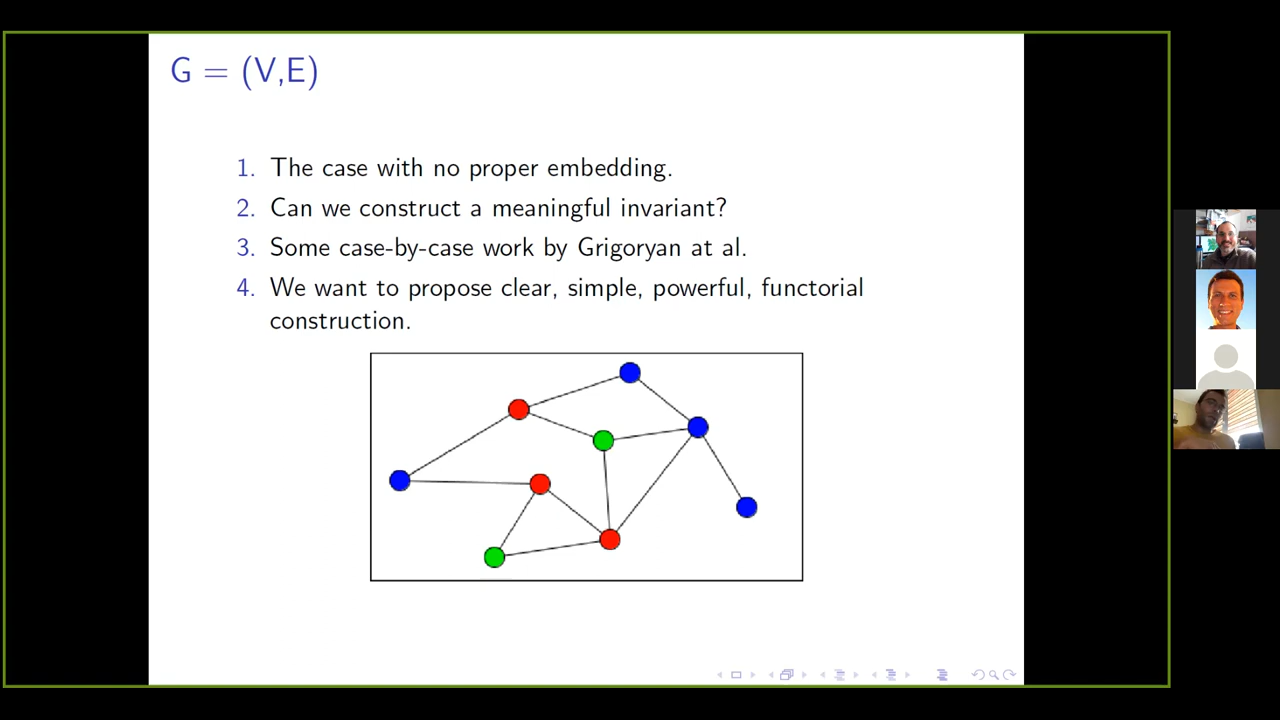 G = (V,E)
1. The case with no proper embedding.
2. Can we construct a meaningful invariant?
3. Some case-by-case work by Grigoryan at al.
4. We want to propose clear, simple, powerful, functorial
construction.